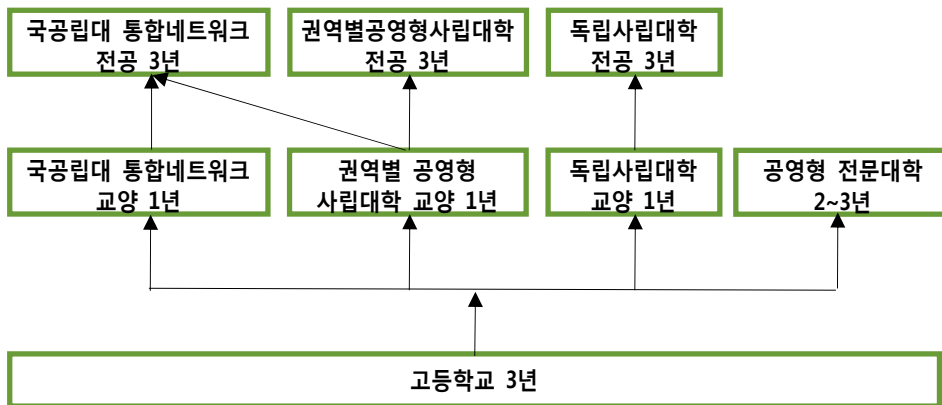 국공립대 통합네트워크
전공 3년
권역별공영형사립대학
전공 3년
독립사립대학
전공 3년
국공립대 통합네트워크
교양 1년
권역별 공영형
사립대학 교양 1년
독립사립대학
교양 1년
공영형 전문대학
2~3년
고등학교 3년